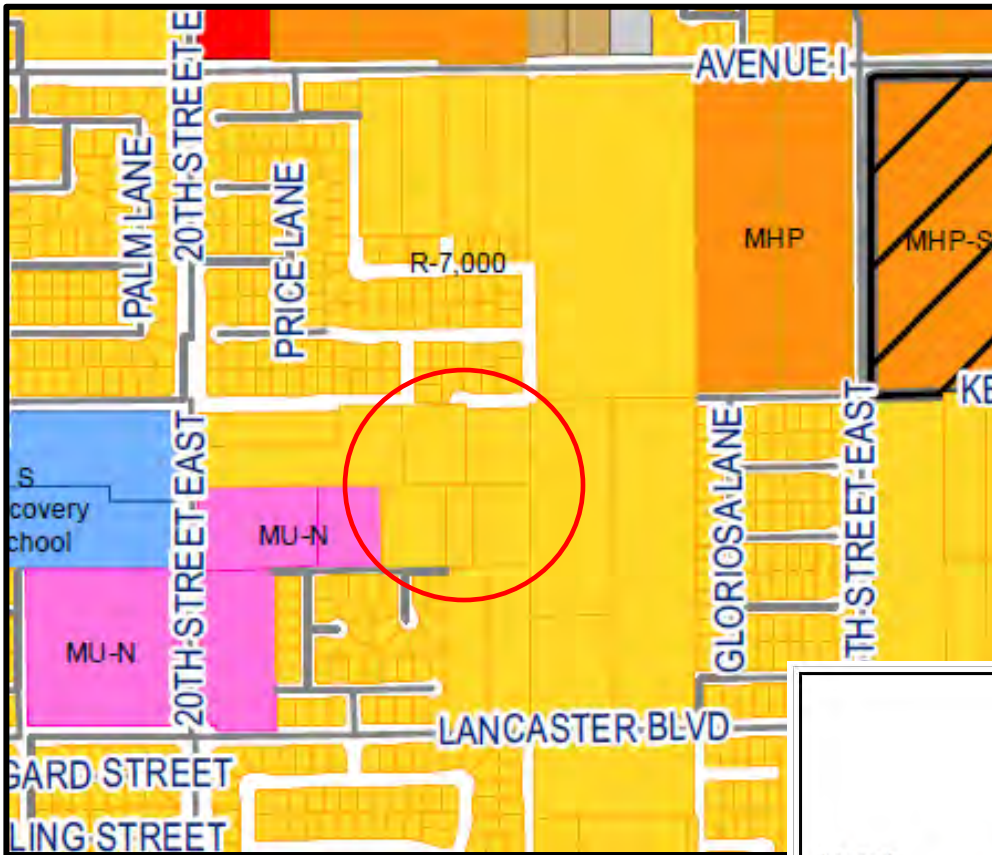 20TH STREET E
AVENUE I
PALM LANE
PRICE LANE
R-7,000
MHP
MHP-S
KE
S
covery
chool
20TH STREET EAST
MU-N
MU-N
GLORIOSA LANE
TH STREET EAST
LANCASTER BLVD
GARD STREET
LING STREET